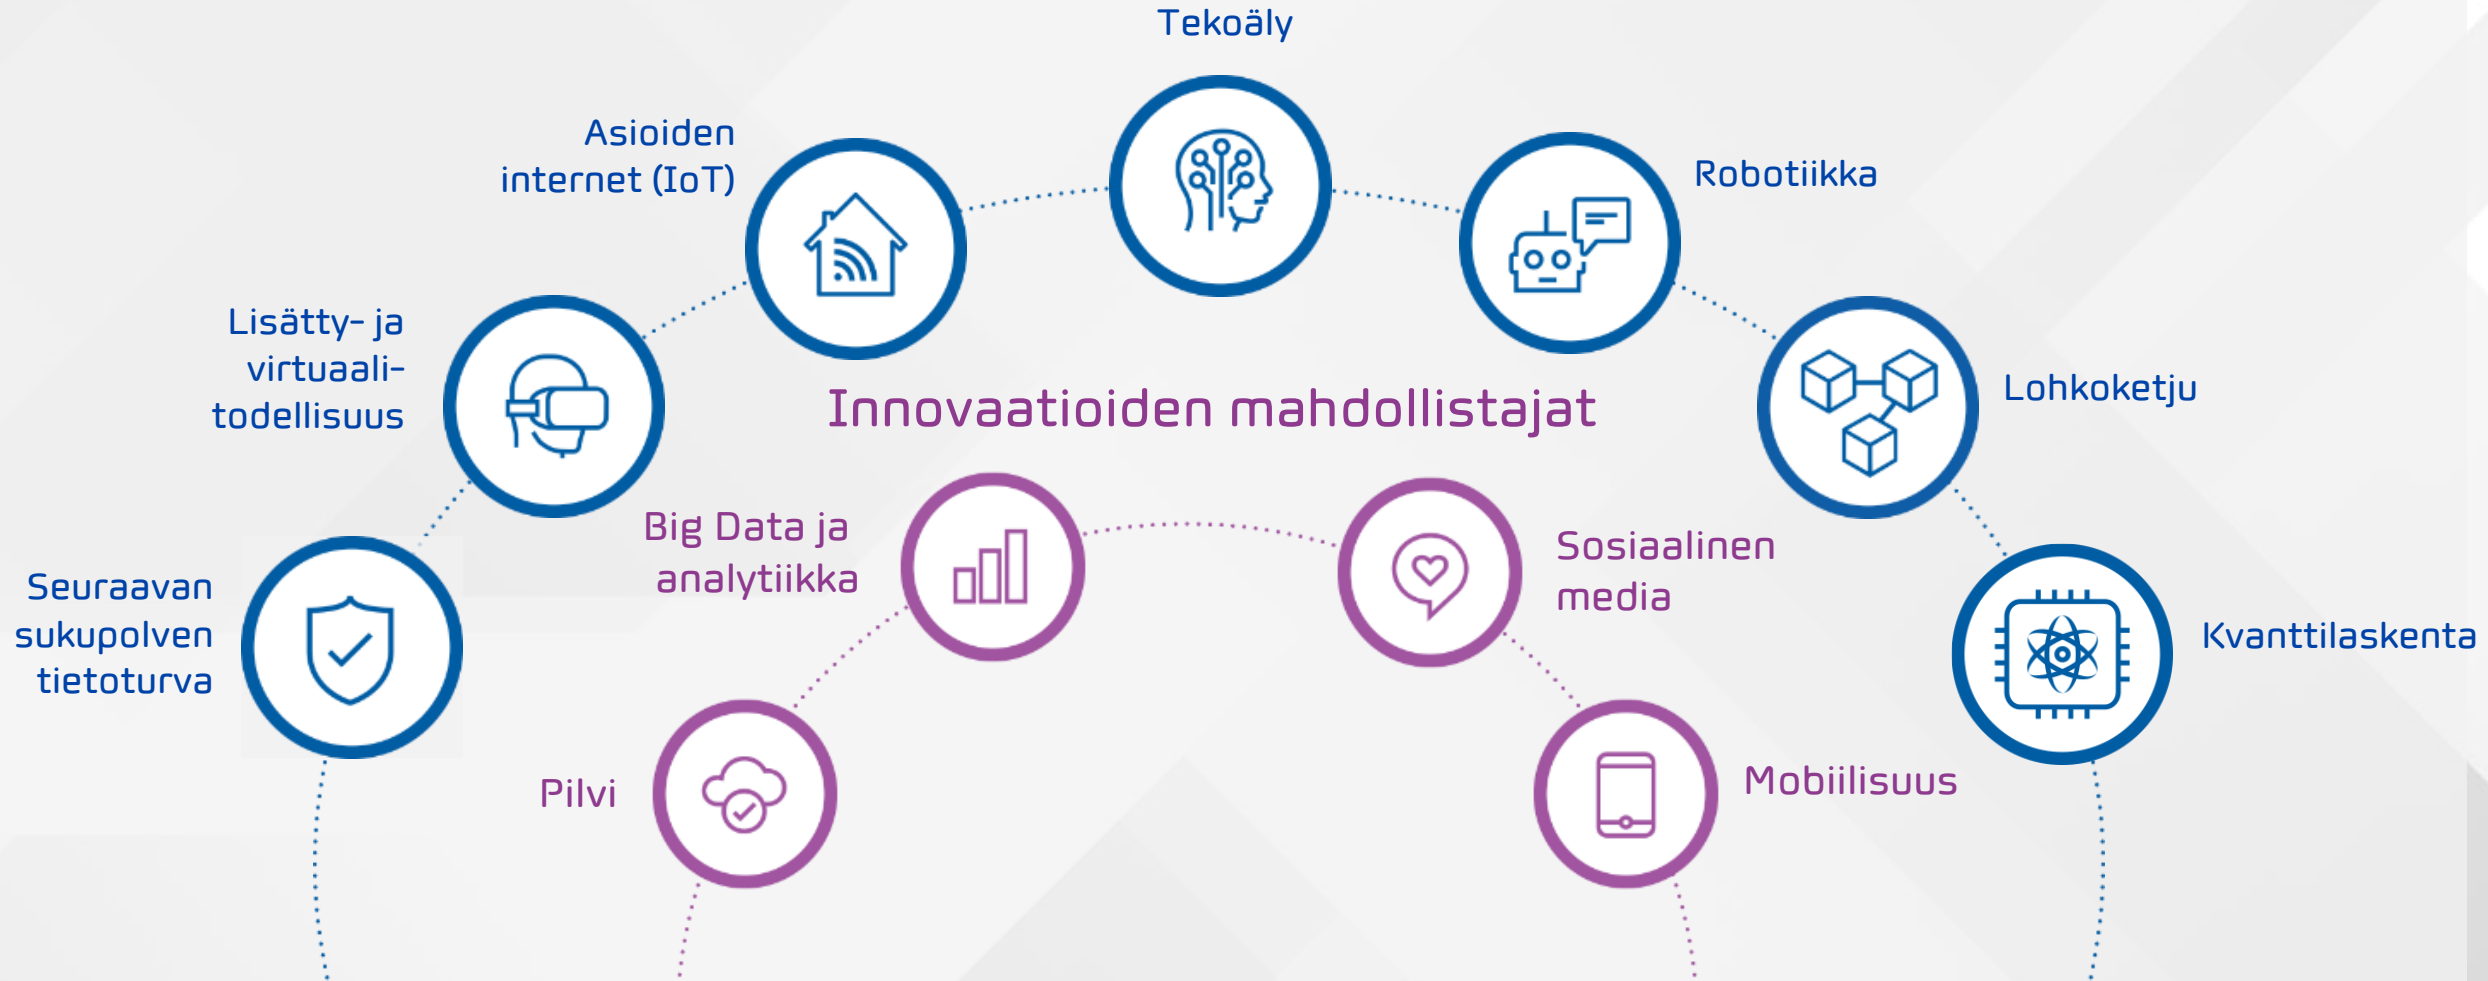 Tekoäly
Asioiden
internet (IoT)
Robotiikka
Lisätty- ja
virtuaali-
todellisuus
Lohkoketju
Innovaatioiden mahdollistajat
Big Data ja
analytiikka
Sosiaalinen
media
Seuraavan
sukupolven
tietoturva
Kvanttilaskenta
Pilvi
Mobiilisuus